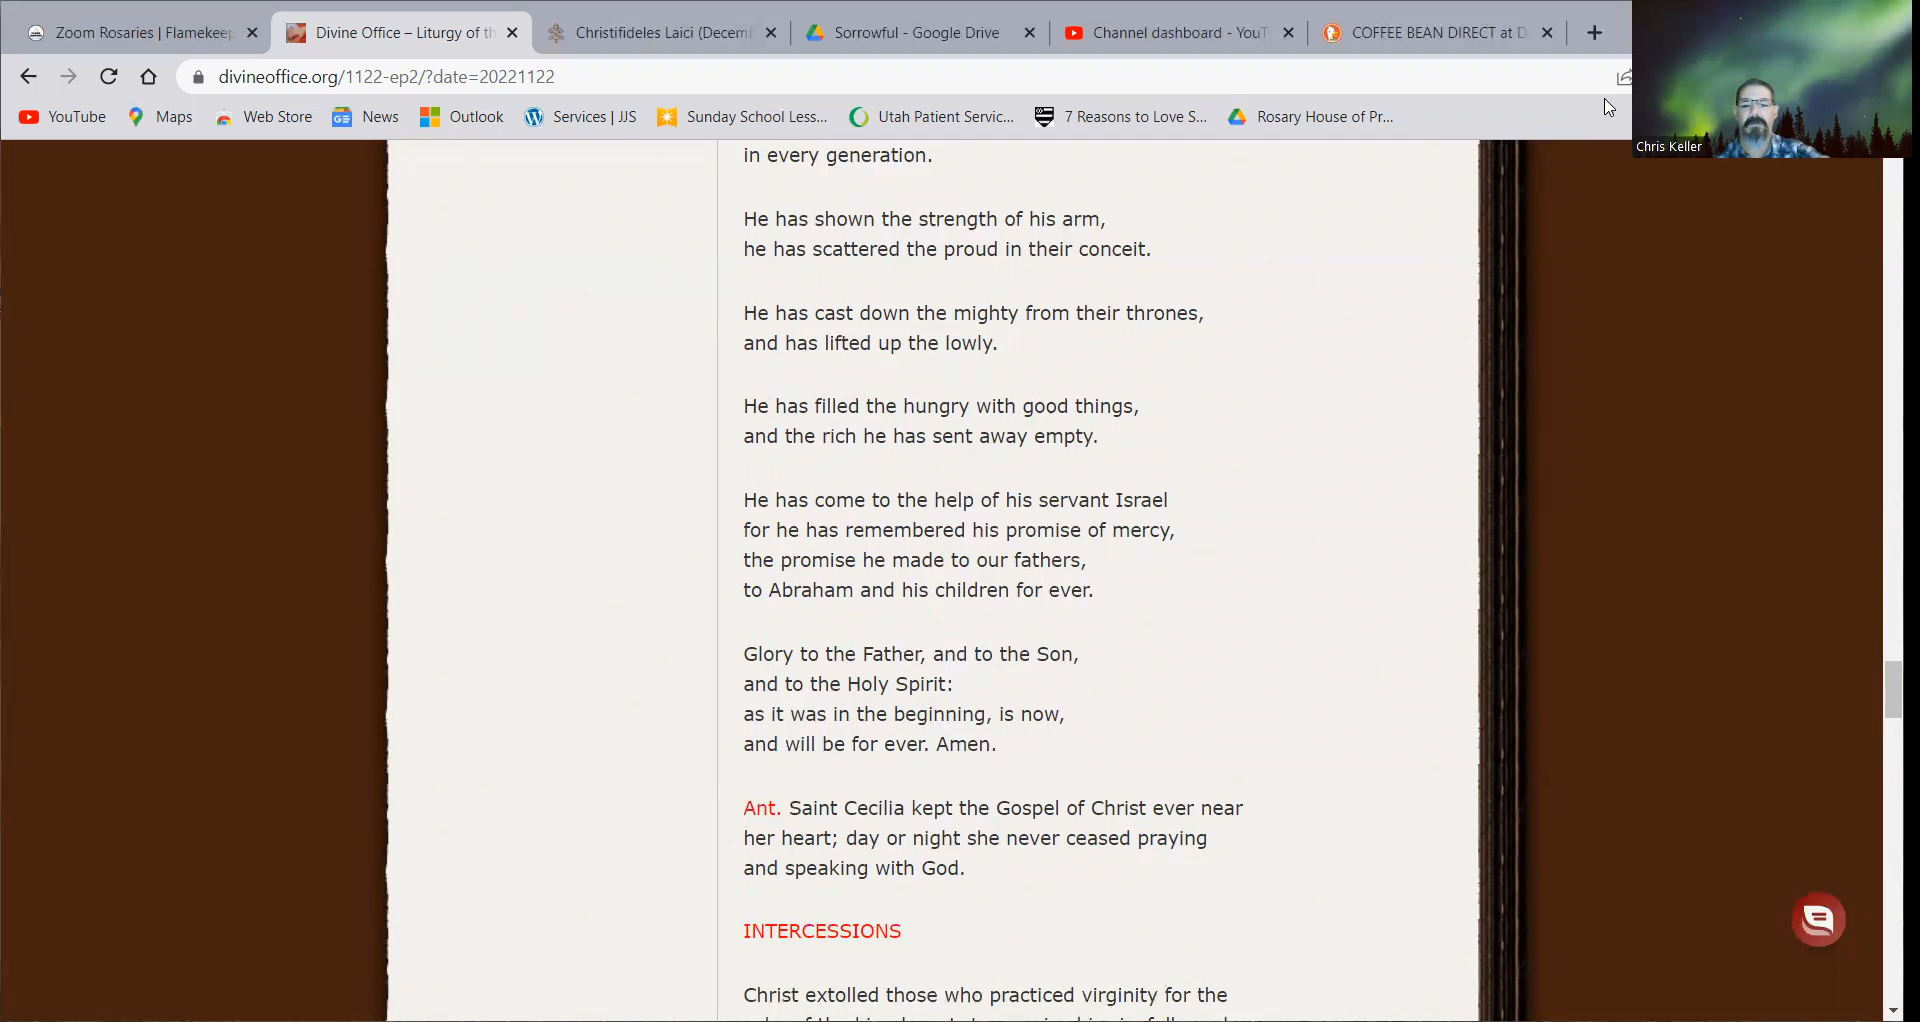 Zoom Rosaries | Flamekeep
Divine Office – Liturgy of th
Christifideles Laici (Decem
Sorrowful - Google Drive
Channel dashboard - YouT
COFFEE BEAN DIRECT at D
divineoffice.org/1122-ep2/?date=20221122
YouTube
Maps
Web Store
News
Outlook
Services | JJS
Sunday School Less...
Utah Patient Servic...
7 Reasons to Love S...
Rosary House of Pr...
Chris Keller
in every generation.
He has shown the strength of his arm,
he has scattered the proud in their conceit.
He has cast down the mighty from their thrones,
and has lifted up the lowly.
He has filled the hungry with good things,
and the rich he has sent away empty.
He has come to the help of his servant Israel
for he has remembered his promise of mercy,
the promise he made to our fathers,
to Abraham and his children for ever.
Glory to the Father, and to the Son,
and to the Holy Spirit:
as it was in the beginning, is now,
and will be for ever. Amen.
Ant. Saint Cecilia kept the Gospel of Christ ever near
her heart; day or night she never ceased praying
and speaking with God.
INTERCESSIONS
Christ extolled those who practiced virginity for the